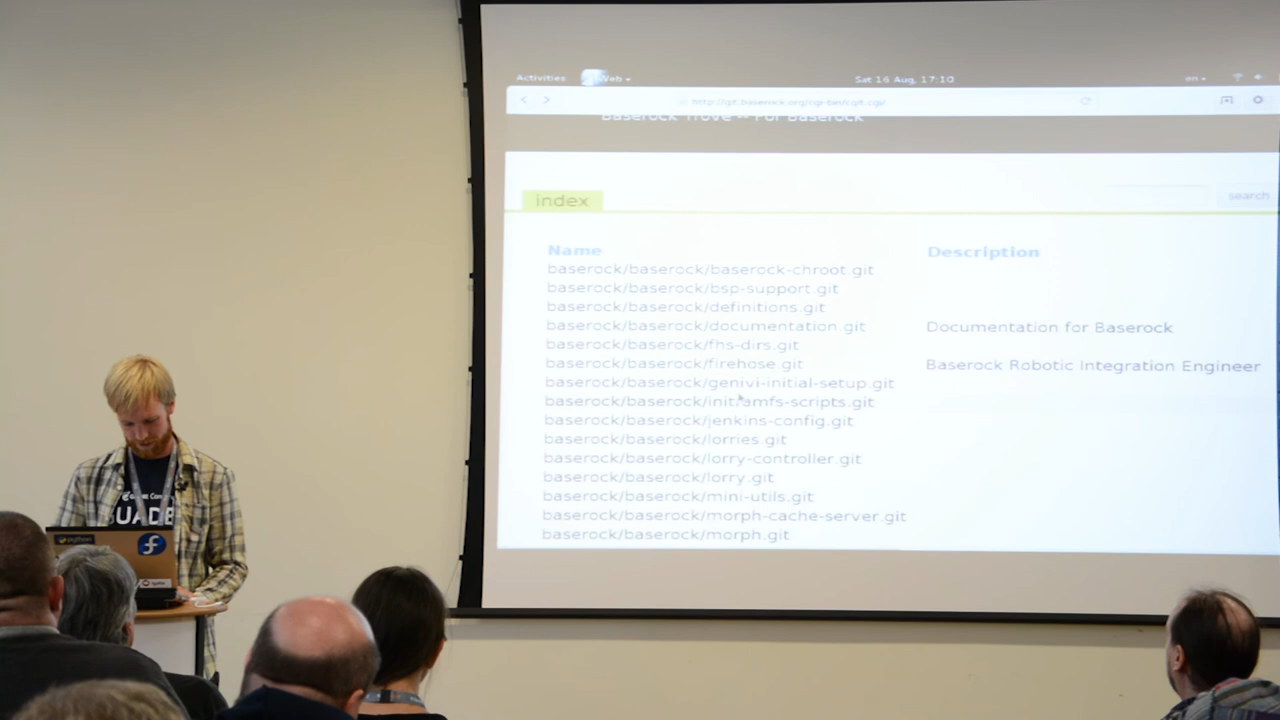 Activities Web
Sat 16 Aug, 17:10
en
Baserock Trove -- For Baserock
index
search
Name Description
baserock/baserock/baserock-chroot.git
baserock/baserock/bsp-support.git
baserock/baserock/definitions.git
baserock/baserock/documentation.git Documentation for Baserock
baserock/baserock/fhs-dirs.git
baserock/baserock/firehose.git Baserock Robotic Integration Engineer
baserock/baserock/genivi-initial-setup.git
baserock/baserock/initramfs-scripts.git
baserock/baserock/jenkins-config.git
baserock/baserock/lorries.git
baserock/baserock/lorry-controller.git
baserock/baserock/lorry.git
baserock/baserock/mini-utils.git
baserock/baserock/morph-cache-server.git
baserock/baserock/morph.git
python